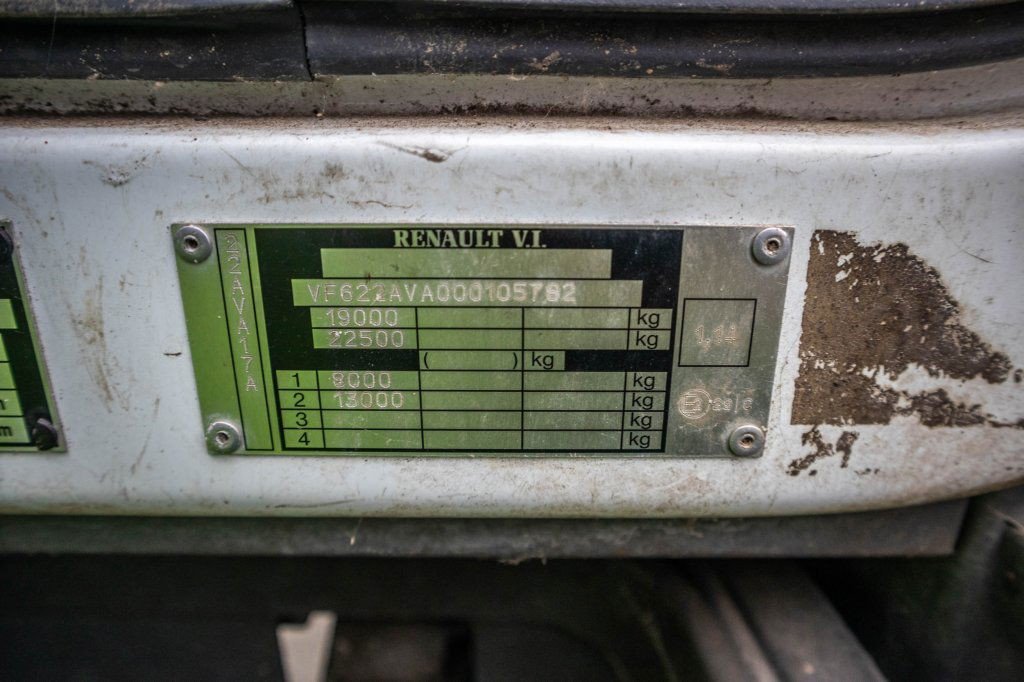 RENAULT V.I.
22AVA17A
VF622AVA000105782
19000 kg
22500 kg
( ) kg
1 8000 kg
2 13000 kg
3 kg
4 kg
1,14
m